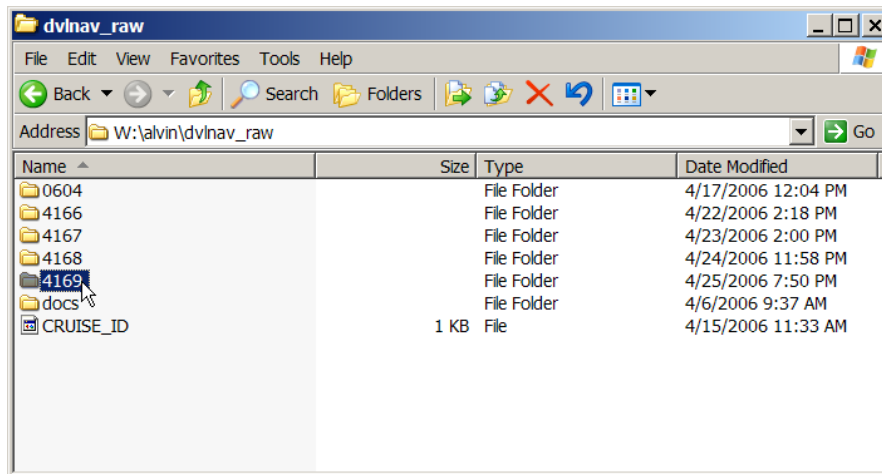 dvlnav_raw
File Edit View Favorites Tools Help
Back Search Folders
Address W:\alvin\dvlnav_raw Go
Name Size Type Date Modified
0604 File Folder 4/17/2006 12:04 PM
4166 File Folder 4/22/2006 2:18 PM
4167 File Folder 4/23/2006 2:00 PM
4168 File Folder 4/24/2006 11:58 PM
4169 File Folder 4/25/2006 7:50 PM
docs File Folder 4/6/2006 9:37 AM
CRUISE_ID 1 KB File 4/15/2006 11:33 AM